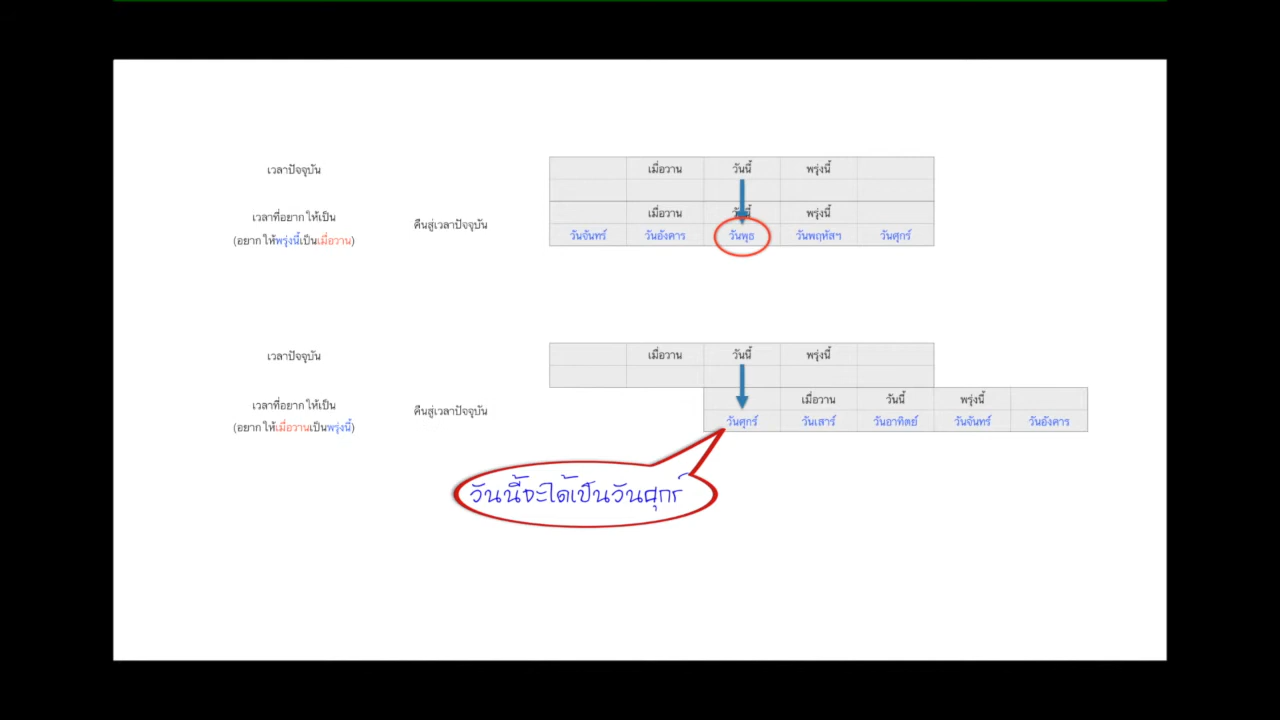 เวลาปัจจุบัน
เมื่อวาน วันนี้ พรุ่งนี้
เวลาที่อยากให้เป็น
(อยากให้พรุ่งนี้เป็นเมื่อวาน)
คืนสู่เวลาปัจจุบัน
เมื่อวาน วันนี้ พรุ่งนี้
วันจันทร์ วันอังคาร วันพุธ วันพฤหัสฯ วันศุกร์
เวลาปัจจุบัน
เมื่อวาน วันนี้ พรุ่งนี้
เวลาที่อยากให้เป็น
(อยากให้เมื่อวานเป็นพรุ่งนี้)
คืนสู่เวลาปัจจุบัน
เมื่อวาน วันนี้ พรุ่งนี้
วันศุกร์ วันเสาร์ วันอาทิตย์ วันจันทร์ วันอังคาร
วันนี้จะได้เป็นวันศุกร์